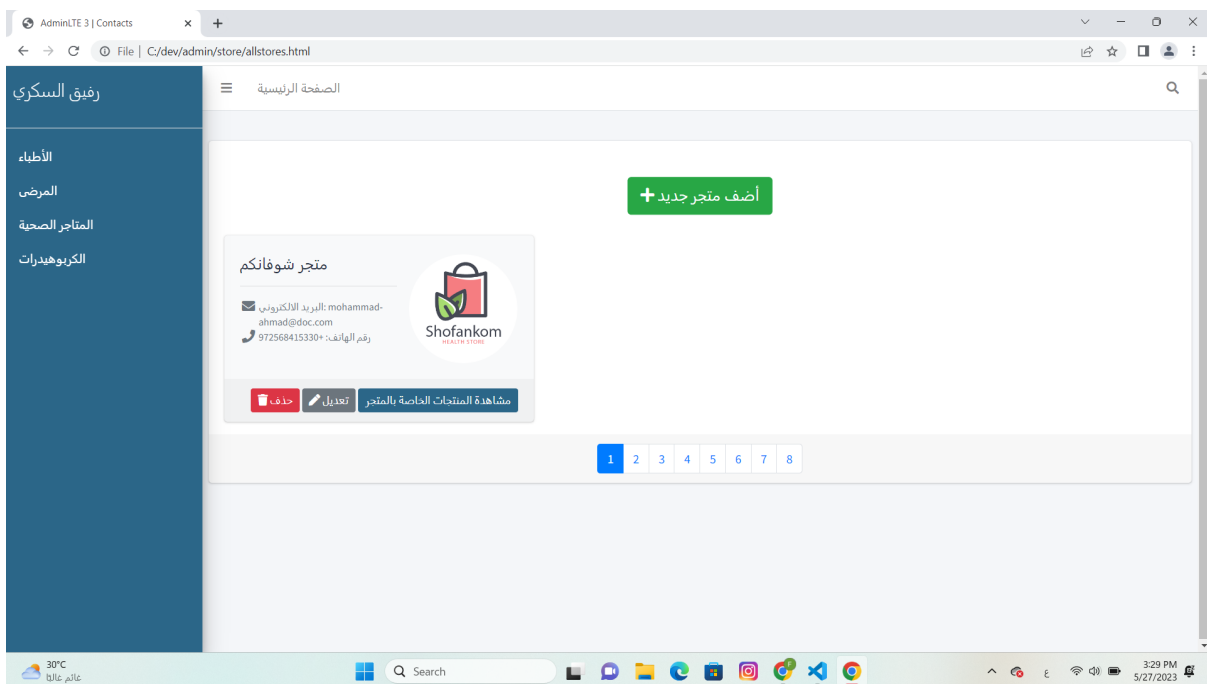 AdminLTE 3 | Contacts
File | C:/dev/admin/store/allstores.html
رفيق السكري
الصفحة الرئيسية
الأطباء
المرضى
المتاجر الصحية
الكربوهيدرات
أضف متجر جديد
متجر شوفانكم
البريد الالكتروني: mohammad-
ahmad@doc.com
رقم الهاتف: +972568415330
Shofankom
HEALTH STORE
مشاهدة المنتجات الخاصة بالمتجر
تعديل
حذف
1 2 3 4 5 6 7 8
30°C
غائم غالبًا
Search
ع
3:29 PM
5/27/2023